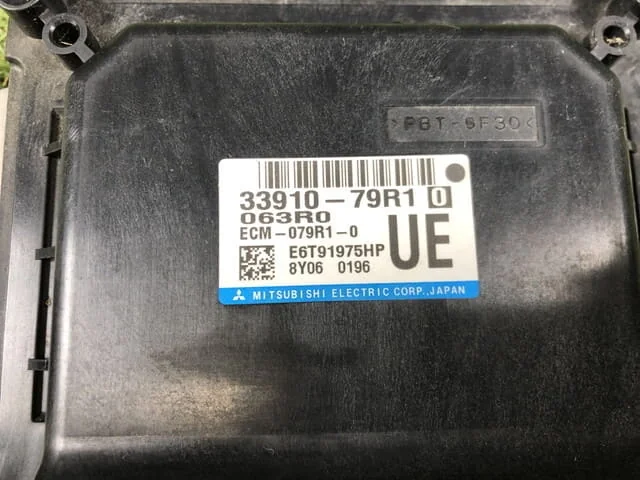 >PBT-GF30<
33910-79R1 0
063R0
ECM-079R1-0
UE
E6T91975HP
8Y06 0196
MITSUBISHI ELECTRIC CORP., JAPAN